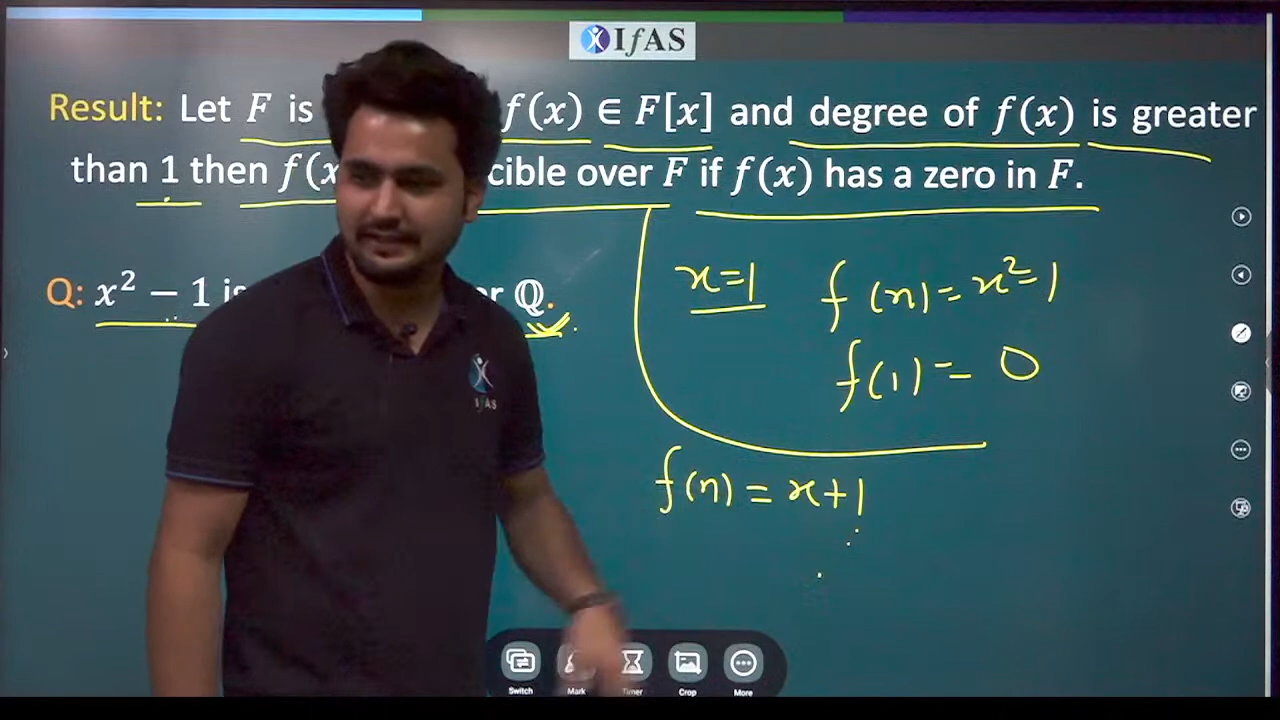 IfAS
Result: Let F is f(x) ∈ F[x] and degree of f(x) is greater
than 1 then f(x cible over F if f(x) has a zero in F.
Q: x² − 1 is er ℚ.
x=1 f(x)=x²-1
f(1)=0
f(x)=x+1
IfAS
Switch Mark Timer Crop More